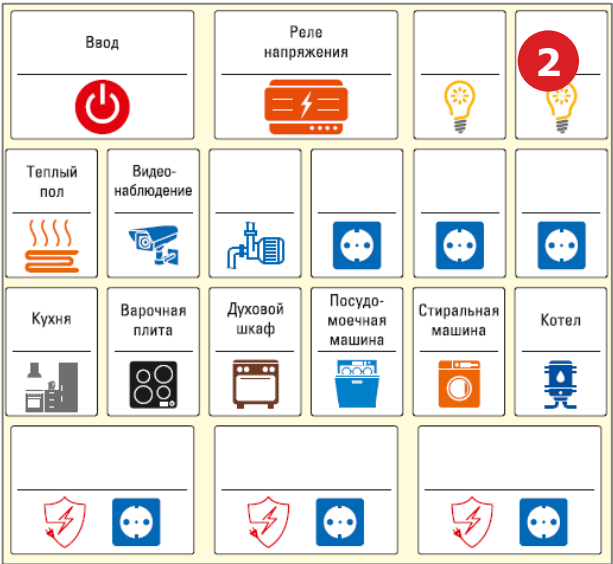 Ввод
Реле
напряжения
2
Теплый
пол
Видео-
наблюдение
Кухня
Варочная
плита
Духовой
шкаф
Посудо-
моечная
машина
Стиральная
машина
Котел